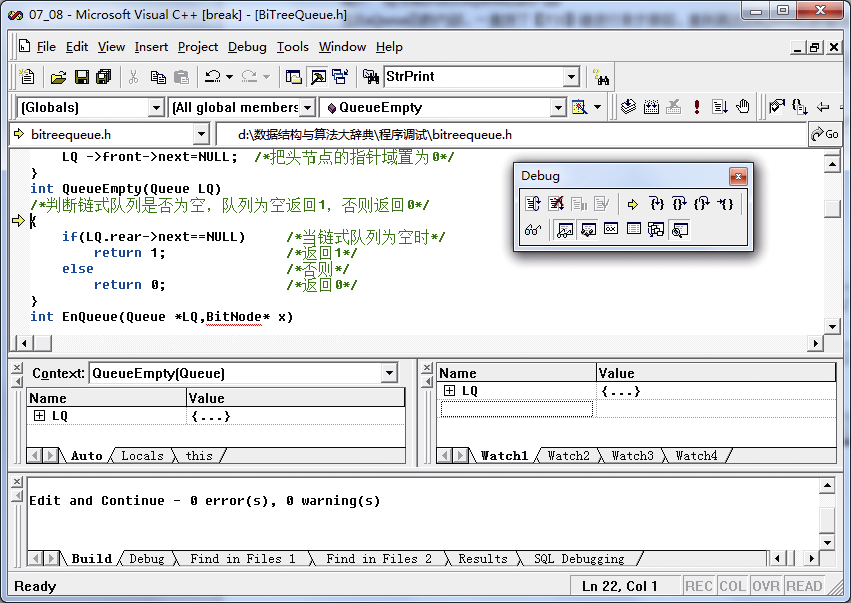 07_08 - Microsoft Visual C++ [break] - [BiTreeQueue.h]
File Edit View Insert Project Debug Tools Window Help
StrPrint
(Globals) (All global members QueueEmpty
bitreequeue.h d:\数据结构与算法大辞典\程序调试\bitreequeue.h Go
LQ ->front->next=NULL; /*把头节点的指针域置为0*/
}
int QueueEmpty(Queue LQ)
/*判断链式队列是否为空，队列为空返回1，否则返回0*/
{
if(LQ.rear->next==NULL) /*当链式队列为空时*/
return 1; /*返回1*/
else /*否则*/
return 0; /*返回0*/
}
int EnQueue(Queue *LQ,BitNode* x)
Debug
Context: QueueEmpty(Queue)
Name Value
LQ {...}
Auto Locals this
Name Value
LQ {...}
Watch1 Watch2 Watch3 Watch4
Edit and Continue - 0 error(s), 0 warning(s)
Build Debug Find in Files 1 Find in Files 2 Results SQL Debugging
Ready Ln 22, Col 1 REC COL OVR READ